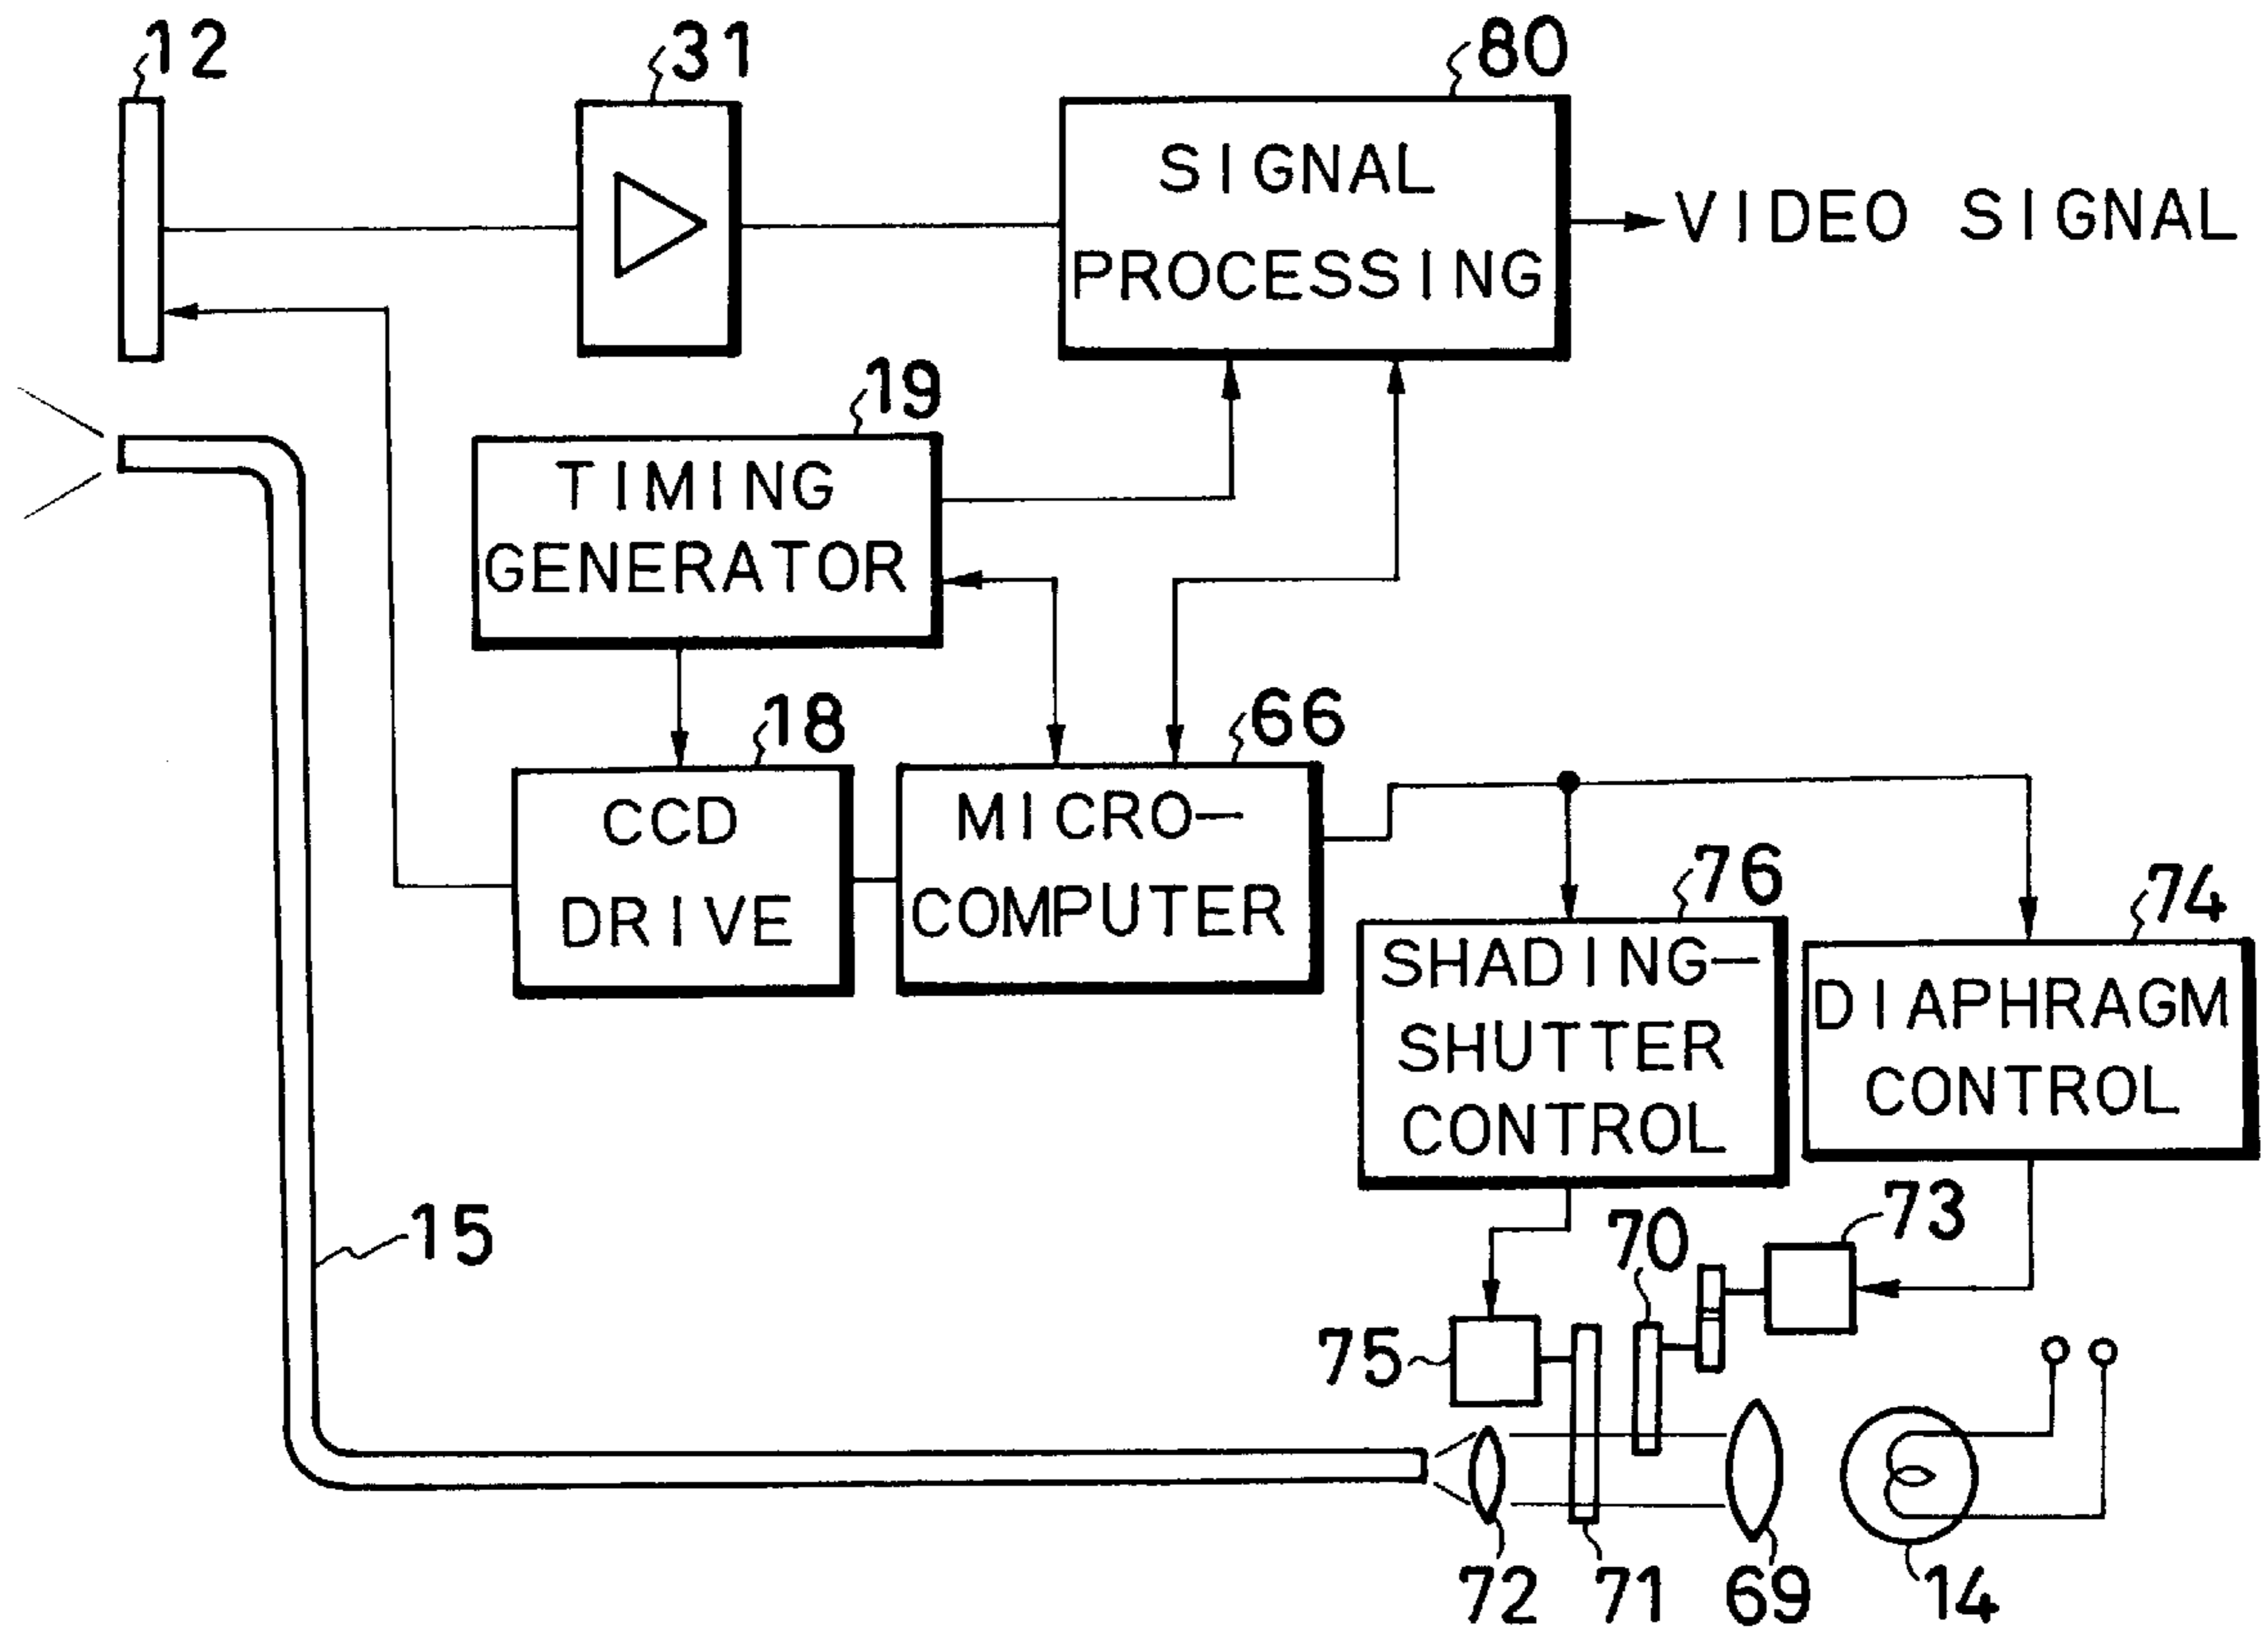 12
31
80
SIGNAL
PROCESSING
VIDEO SIGNAL
19
TIMING
GENERATOR
18
CCD
DRIVE
66
MICRO-
COMPUTER
76
SHADING-
SHUTTER
CONTROL
74
DIAPHRAGM
CONTROL
15
70
73
75
72
71
69
14